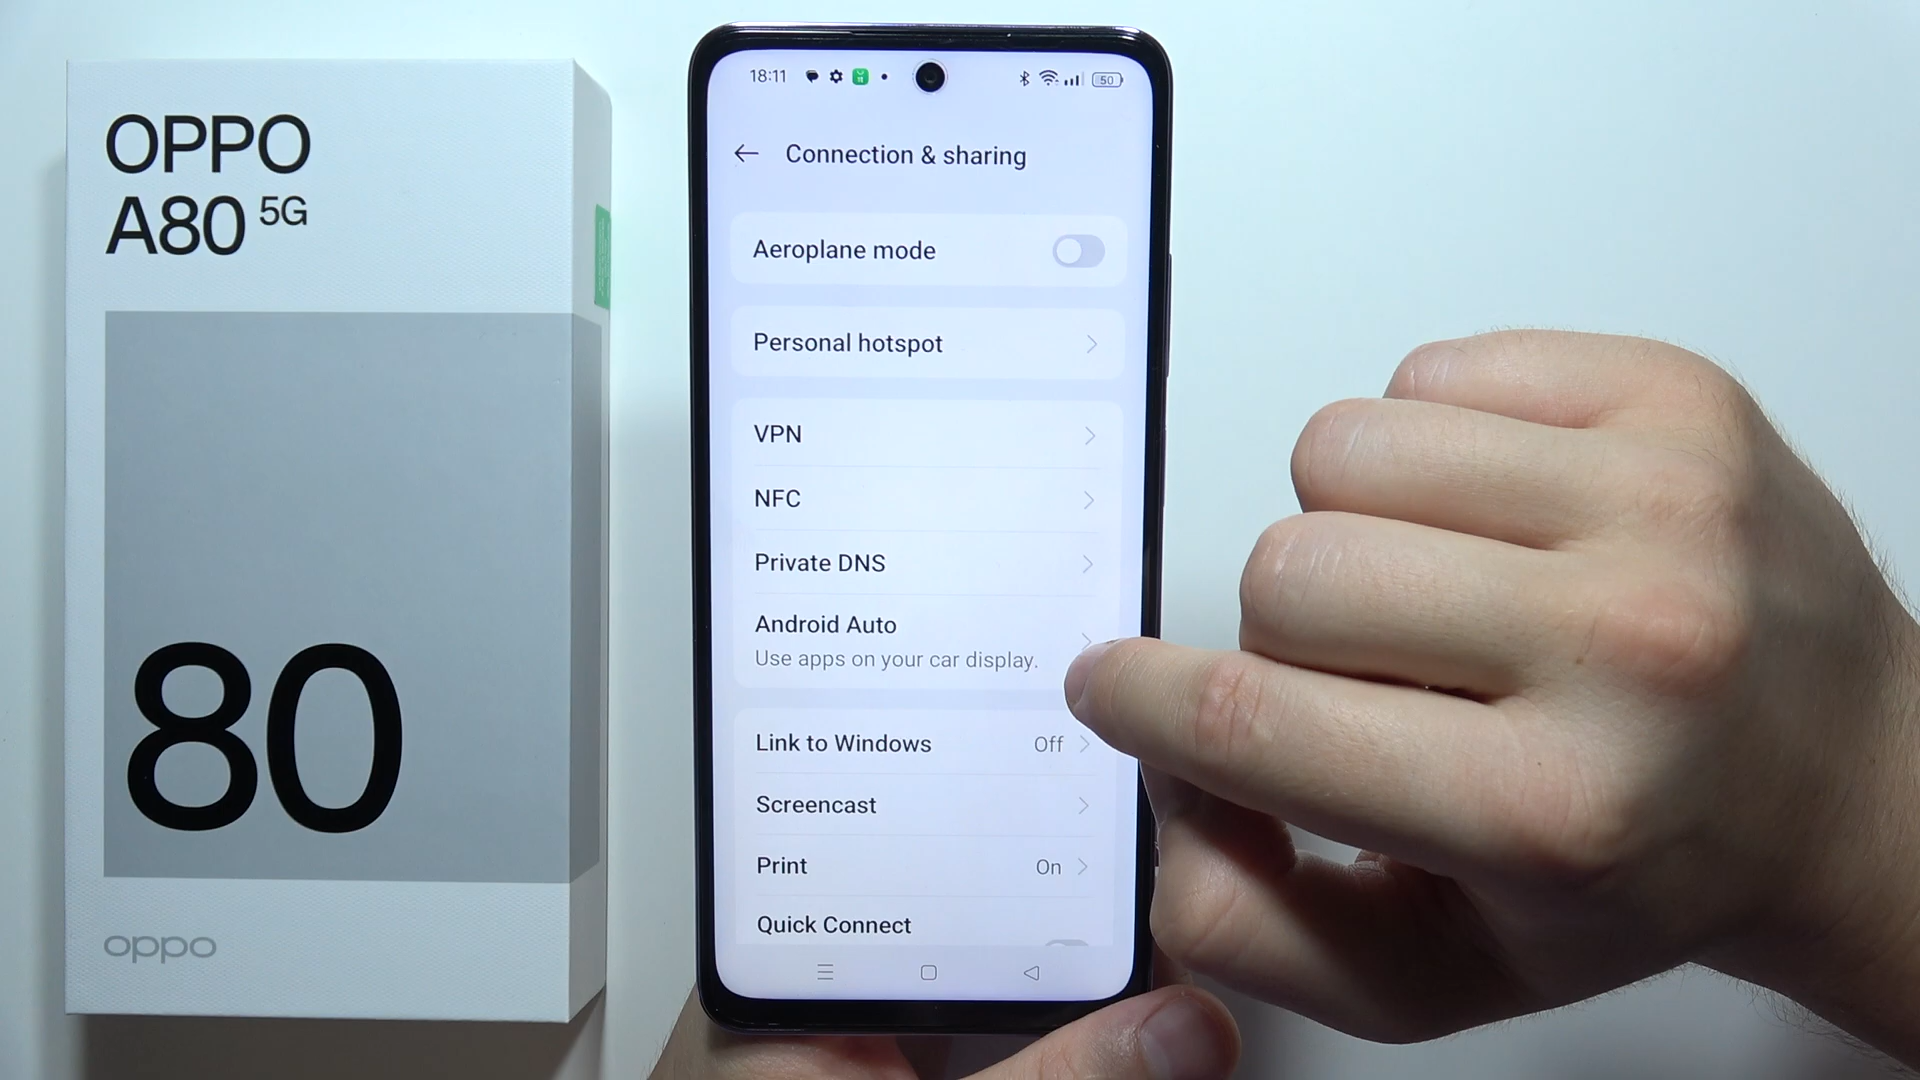 OPPO
A80 5G
80
oppo
18:11
50
Connection & sharing
Aeroplane mode
Personal hotspot
VPN
NFC
Private DNS
Android Auto
Use apps on your car display.
Link to Windows Off
Screencast
Print On
Quick Connect